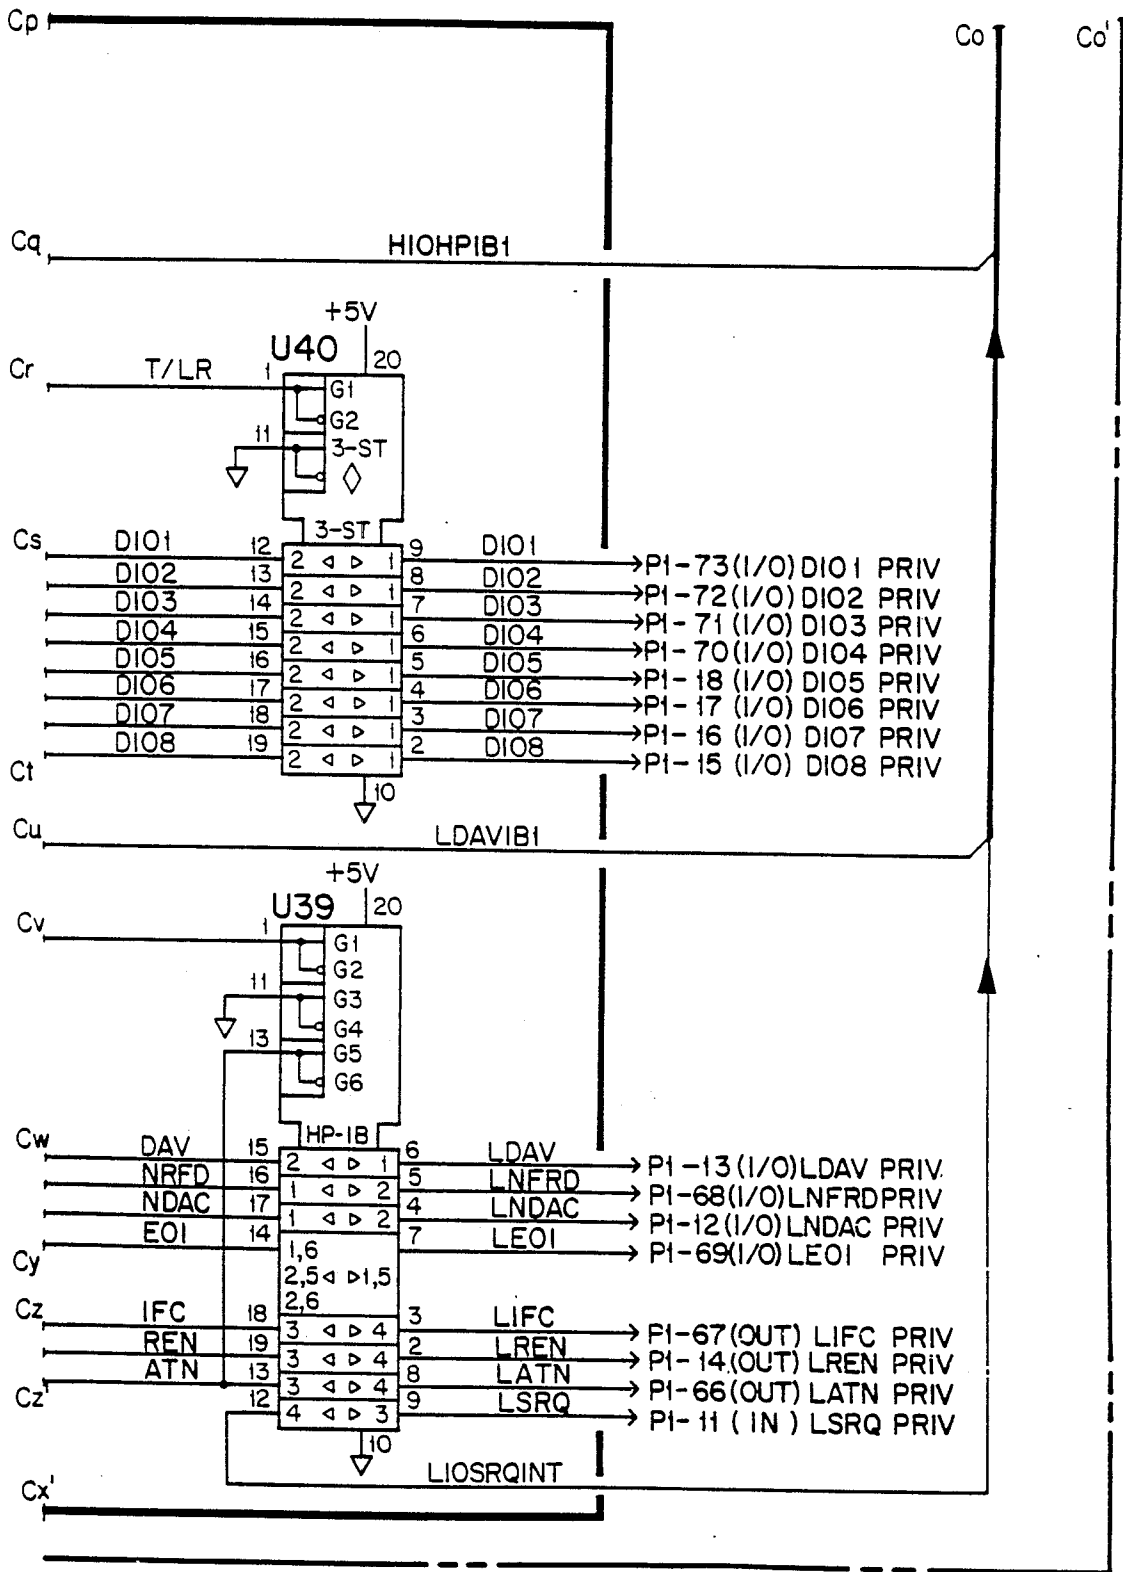 Cp
Co
Co'
Cq
HIOHPIB1
+5V
U40
20
Cr
T/LR
1
G1
G2
11
3-ST
3-ST
Cs
DIO1 12 2 1 9 DIO1 P1-73(I/O)DIO1 PRIV
DIO2 13 2 1 8 DIO2 P1-72(I/O)DIO2 PRIV
DIO3 14 2 1 7 DIO3 P1-71(I/O)DIO3 PRIV
DIO4 15 2 1 6 DIO4 P1-70(I/O)DIO4 PRIV
DIO5 16 2 1 5 DIO5 P1-18(I/O)DIO5 PRIV
DIO6 17 2 1 4 DIO6 P1-17(I/O)DIO6 PRIV
DIO7 18 2 1 3 DIO7 P1-16(I/O)DIO7 PRIV
DIO8 19 2 1 2 DIO8 P1-15(I/O)DIO8 PRIV
Ct
10
Cu
LDAVIB1
+5V
U39
20
Cv
1
G1
G2
11
G3
G4
13
G5
G6
HP-IB
Cw
DAV 15 2 1 6 LDAV P1-13(I/O)LDAV PRIV
NRFD 16 1 2 5 LNFRD P1-68(I/O)LNFRD PRIV
NDAC 17 1 2 4 LNDAC P1-12(I/O)LNDAC PRIV
EOI 14 7 LEOI P1-69(I/O)LEOI PRIV
1,6
2,5 1,5
2,6
Cy
Cz
IFC 18 3 4 3 LIFC P1-67(OUT) LIFC PRIV
REN 19 3 4 2 LREN P1-14(OUT) LREN PRIV
ATN 13 3 4 8 LATN P1-66(OUT) LATN PRIV
Cz'
12 4 3 9 LSRQ P1-11 (IN) LSRQ PRIV
10
LIOSRQINT
Cx'